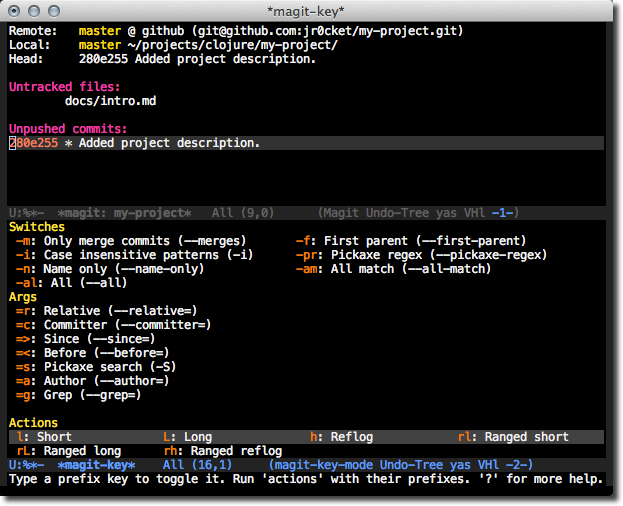 *magit-key*
Remote:   master @ github (git@github.com:jr0cket/my-project.git)
Local:    master ~/projects/clojure/my-project/
Head:     280e255 Added project description.
Untracked files:
        docs/intro.md
Unpushed commits:
280e255 * Added project description.
U:%*-  *magit: my-project*   All (9,0)      (Magit Undo-Tree yas VHl -1-)
Switches
 -m: Only merge commits (--merges)       -f: First parent (--first-parent)
 -i: Case insensitive patterns (-i)      -pr: Pickaxe regex (--pickaxe-regex)
 -n: Name only (--name-only)             -am: All match (--all-match)
 -al: All (--all)
Args
 =r: Relative (--relative=)
 =c: Committer (--committer=)
 =>: Since (--since=)
 =<: Before (--before=)
 =s: Pickaxe search (-S)
 =a: Author (--author=)
 =g: Grep (--grep=)
Actions
 l: Short             L: Long              h: Reflog            rl: Ranged short
 rL: Ranged long      rh: Ranged reflog
U:%*-  *magit-key*    All (16,1)     (magit-key-mode Undo-Tree yas VHl -2-)
Type a prefix key to toggle it. Run 'actions' with their prefixes. '?' for more help.